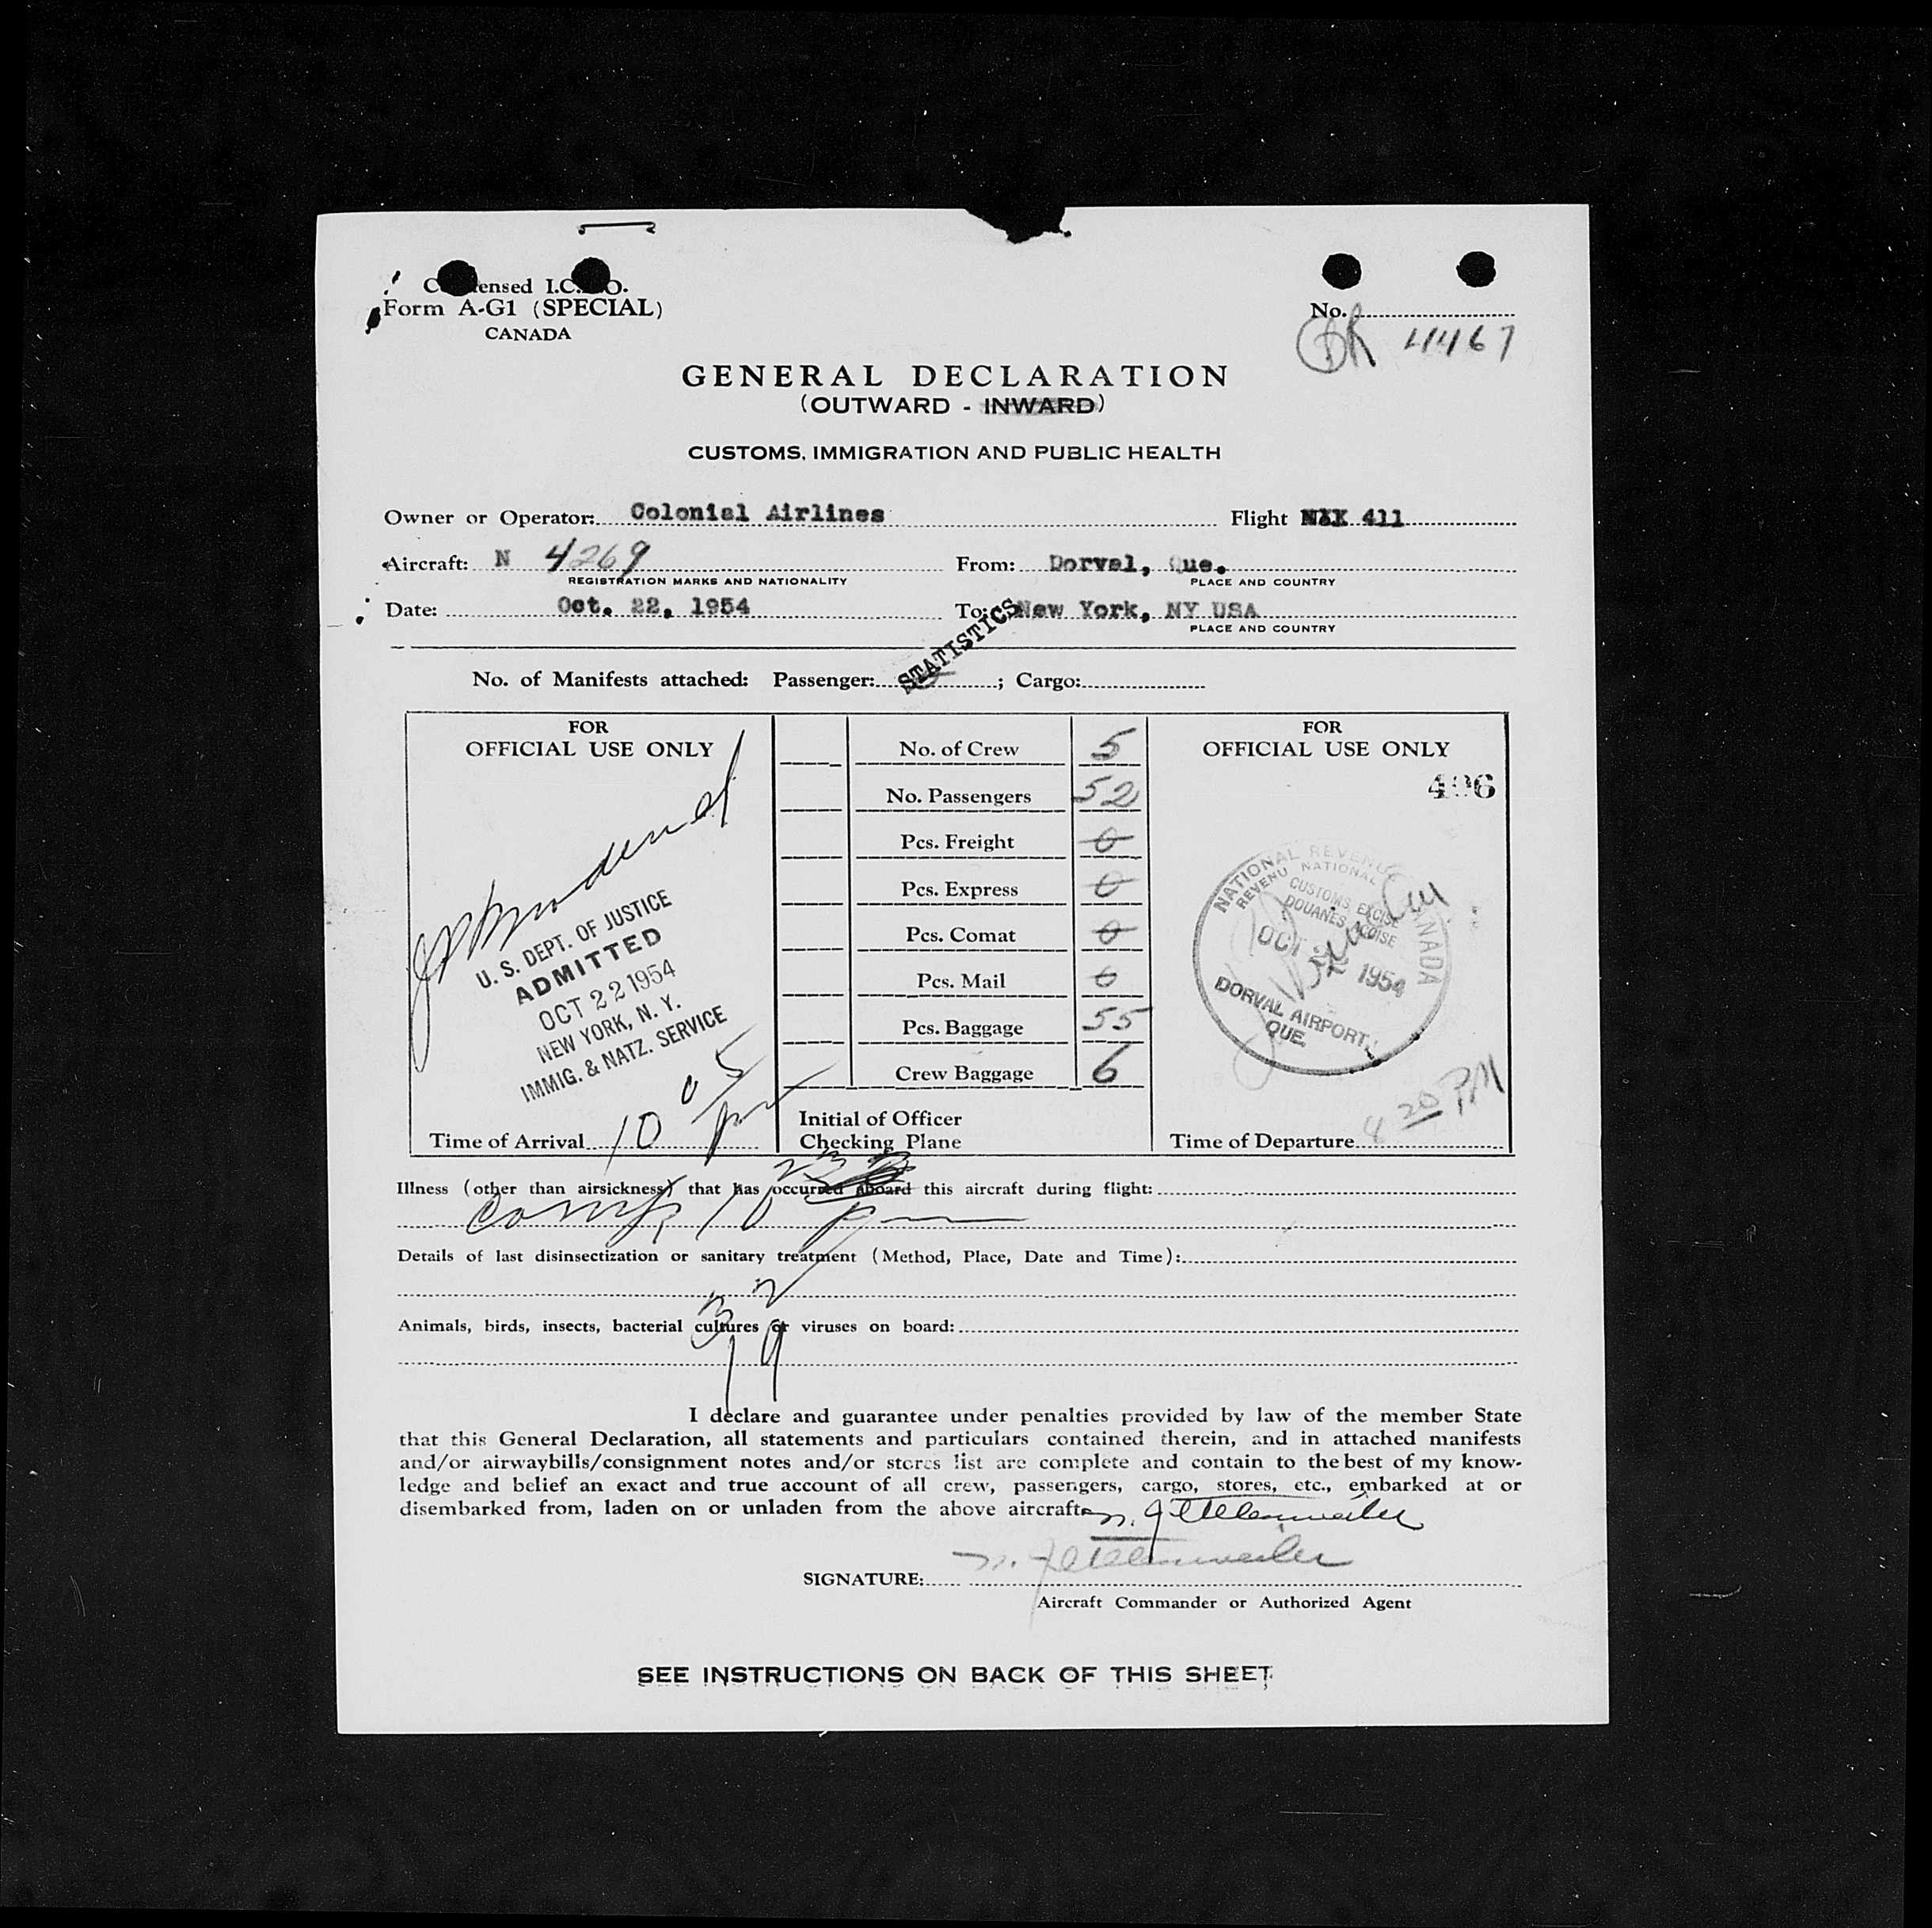 Condensed I.C.A.O.
Form A-G1 (SPECIAL)
CANADA
No.
DR 4467
GENERAL DECLARATION
(OUTWARD - INWARD)
CUSTOMS, IMMIGRATION AND PUBLIC HEALTH
Owner or Operator: Colonial Airlines Flight 411
Aircraft: N 4269 From: Dorval, Que.
REGISTRATION MARKS AND NATIONALITY PLACE AND COUNTRY
Date: Oct. 22, 1954 To: New York, NY USA
PLACE AND COUNTRY
STATISTICS
No. of Manifests attached: Passenger: ; Cargo:
FOR
OFFICIAL USE ONLY
U. S. DEPT. OF JUSTICE
ADMITTED
OCT 22 1954
NEW YORK, N. Y.
IMMIG. & NATZ. SERVICE
Time of Arrival 10 05 pm
No. of Crew 5
No. Passengers 52
Pcs. Freight 0
Pcs. Express 0
Pcs. Comat 0
Pcs. Mail 0
Pcs. Baggage 55
Crew Baggage 6
Initial of Officer
Checking Plane
FOR
OFFICIAL USE ONLY
NATIONAL REVENUE CANADA
REVENU NATIONAL
CUSTOMS EXCISE
DOUANES ACCISE
OCT 22 1954
DORVAL AIRPORT,
QUE.
Time of Departure 8 20 PM
Illness (other than airsickness) that has occurred aboard this aircraft during flight:
Comp. 10 pm
Details of last disinsectization or sanitary treatment (Method, Place, Date and Time):
Animals, birds, insects, bacterial cultures or viruses on board:
I declare and guarantee under penalties provided by law of the member State
that this General Declaration, all statements and particulars contained therein, and in attached manifests
and/or airwaybills/consignment notes and/or stores list are complete and contain to the best of my know-
ledge and belief an exact and true account of all crew, passengers, cargo, stores, etc., embarked at or
disembarked from, laden on or unladen from the above aircraft.
SIGNATURE:
Aircraft Commander or Authorized Agent
SEE INSTRUCTIONS ON BACK OF THIS SHEET